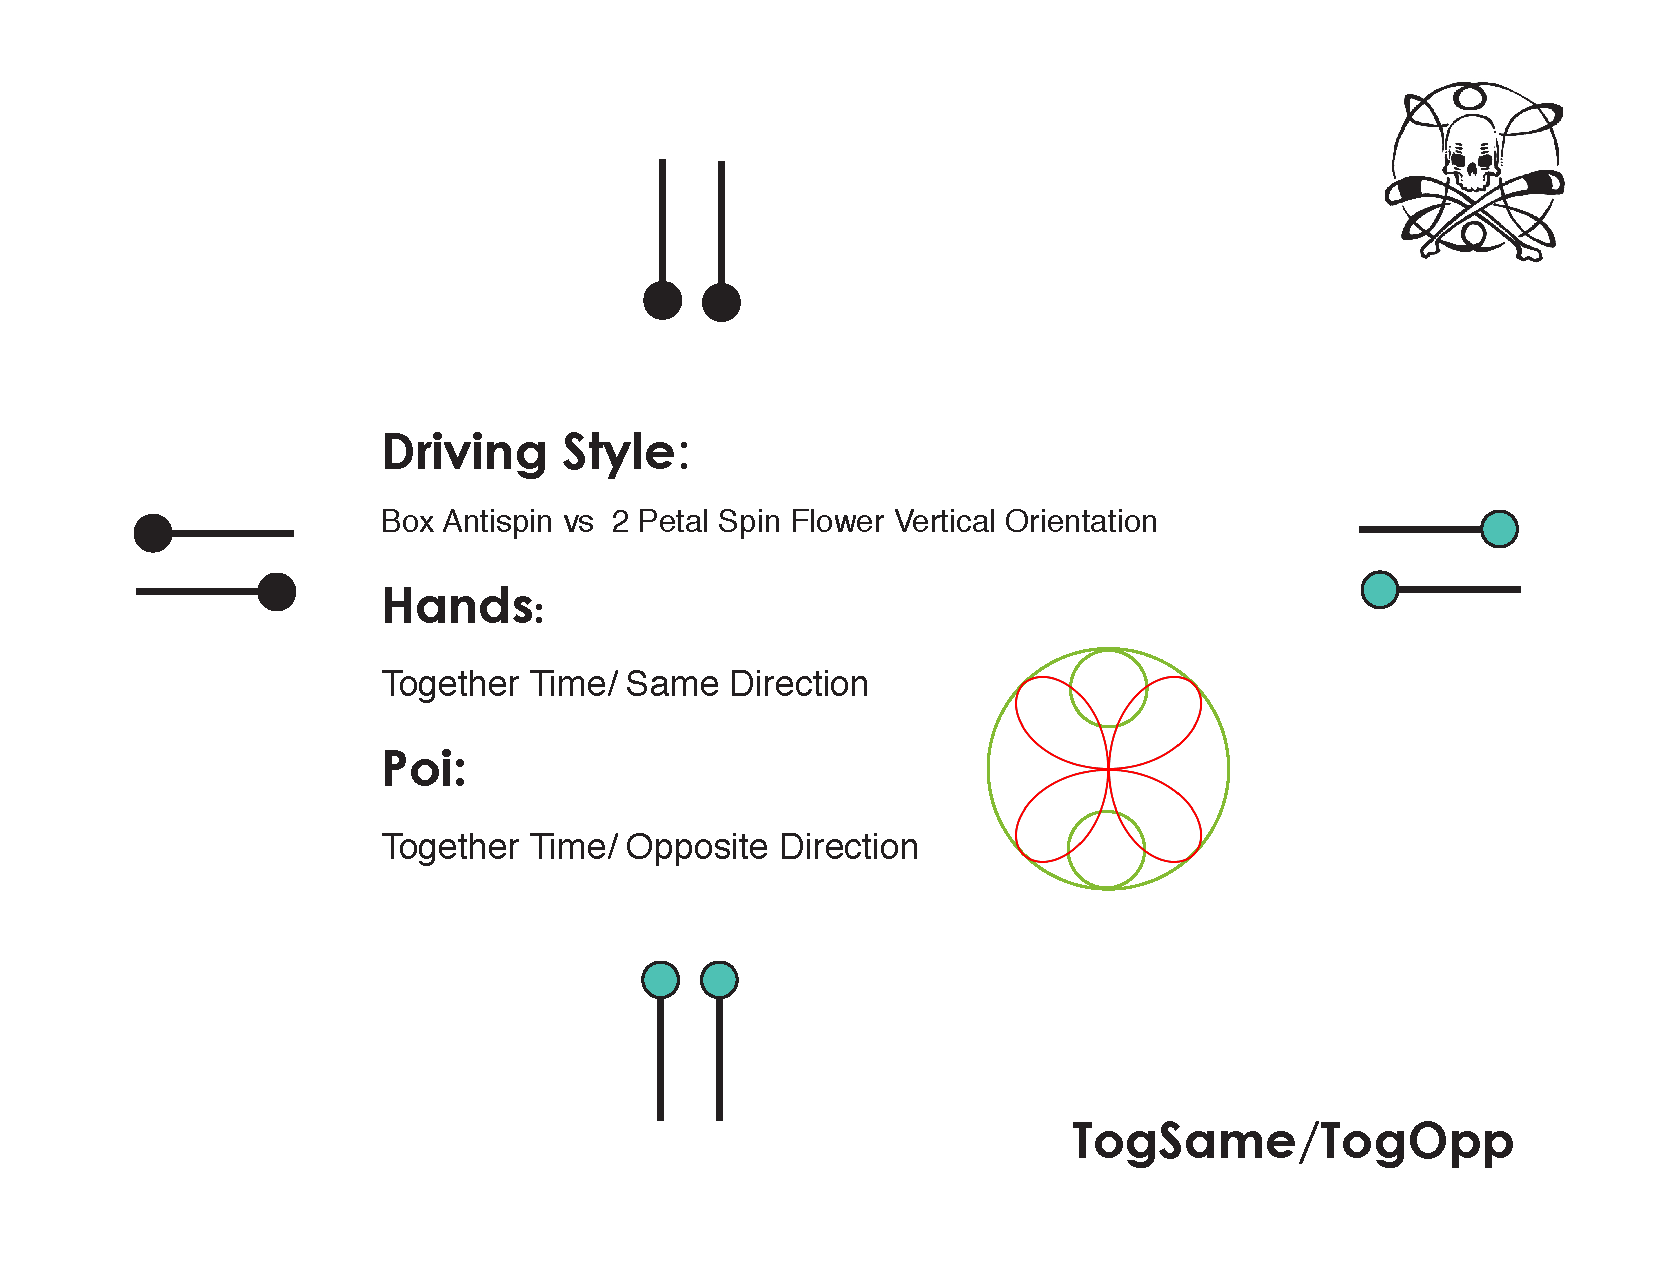 Driving Style:
Box Antispin vs  2 Petal Spin Flower Vertical Orientation
Hands:
Together Time/ Same Direction
Poi:
Together Time/ Opposite Direction
TogSame/TogOpp